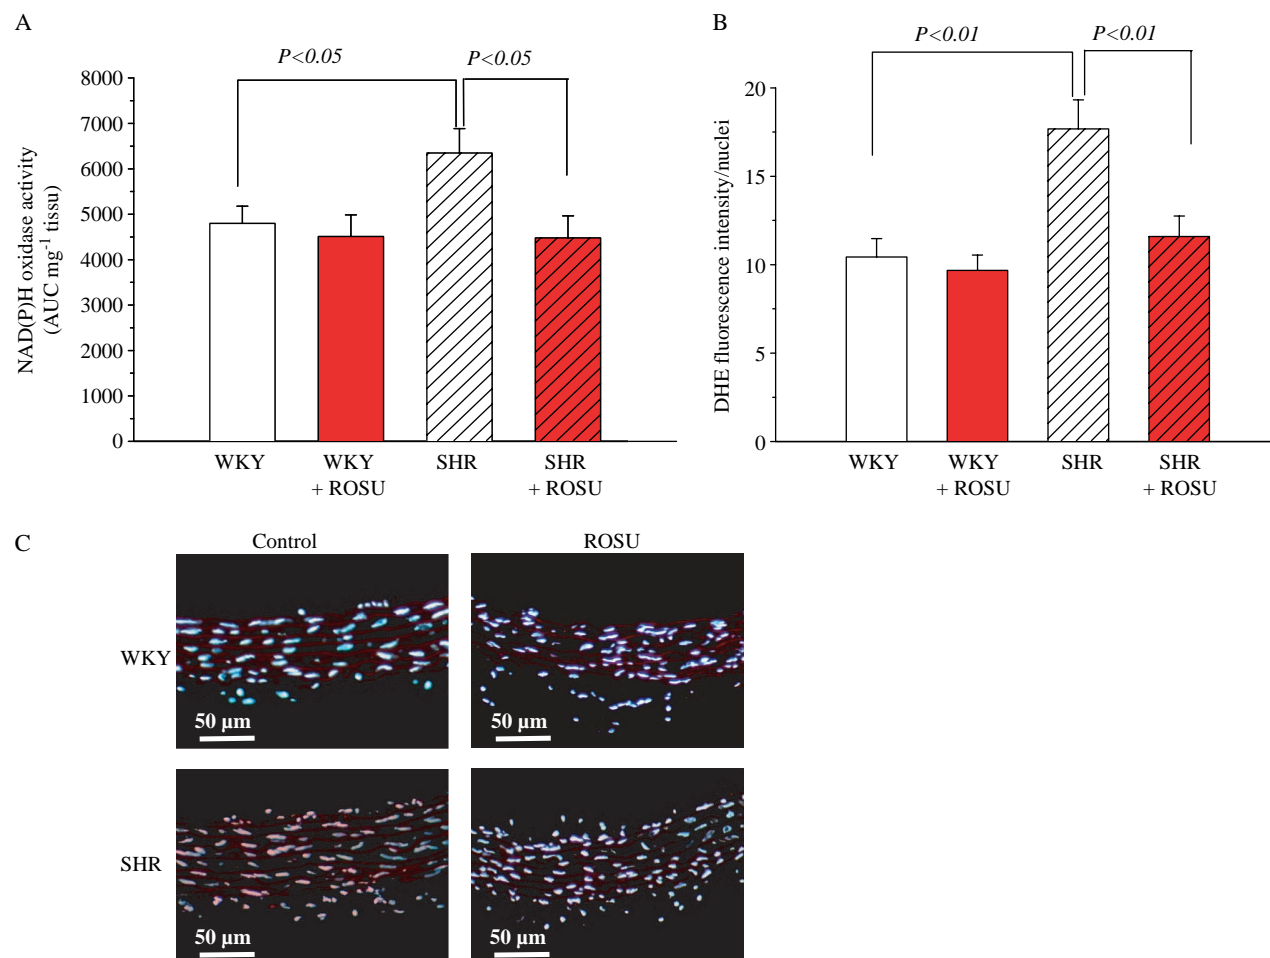 A
P<0.05
P<0.05
8000
7000
6000
5000
4000
3000
2000
1000
0
NAD(P)H oxidase activity
(AUC mg⁻¹ tissu)
WKY
WKY
+ ROSU
SHR
SHR
+ ROSU
B
P<0.01
P<0.01
20
15
10
5
0
DHE fluorescence intensity/nuclei
WKY
WKY
+ ROSU
SHR
SHR
+ ROSU
C
Control
ROSU
WKY
50 µm
50 µm
SHR
50 µm
50 µm